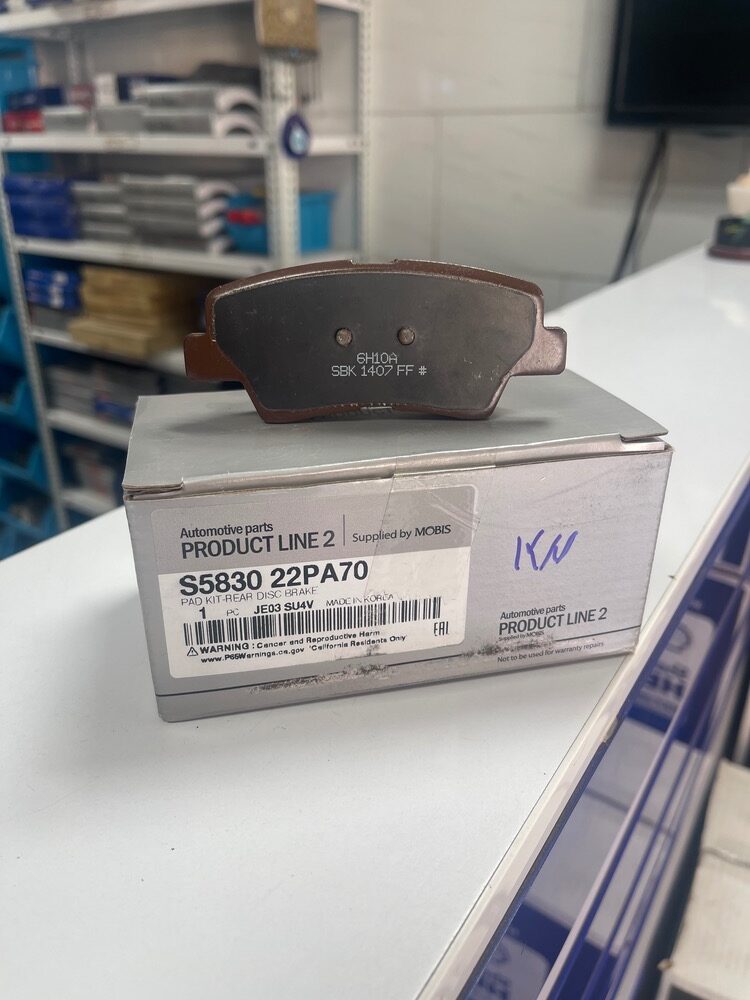 6H10A
SBK 1407 FF #
Automotive parts
PRODUCT LINE 2
Supplied by MOBIS
S5830 22PA70
PAD KIT-REAR DISC BRAKE
1 PC JE03 SU4V MADE IN KOREA
EAC
⚠ WARNING : Cancer and Reproductive Harm
www.P65Warnings.ca.gov *California Residents Only*
Automotive parts
PRODUCT LINE 2
supplied by MOBIS
Not to be used for warranty repairs